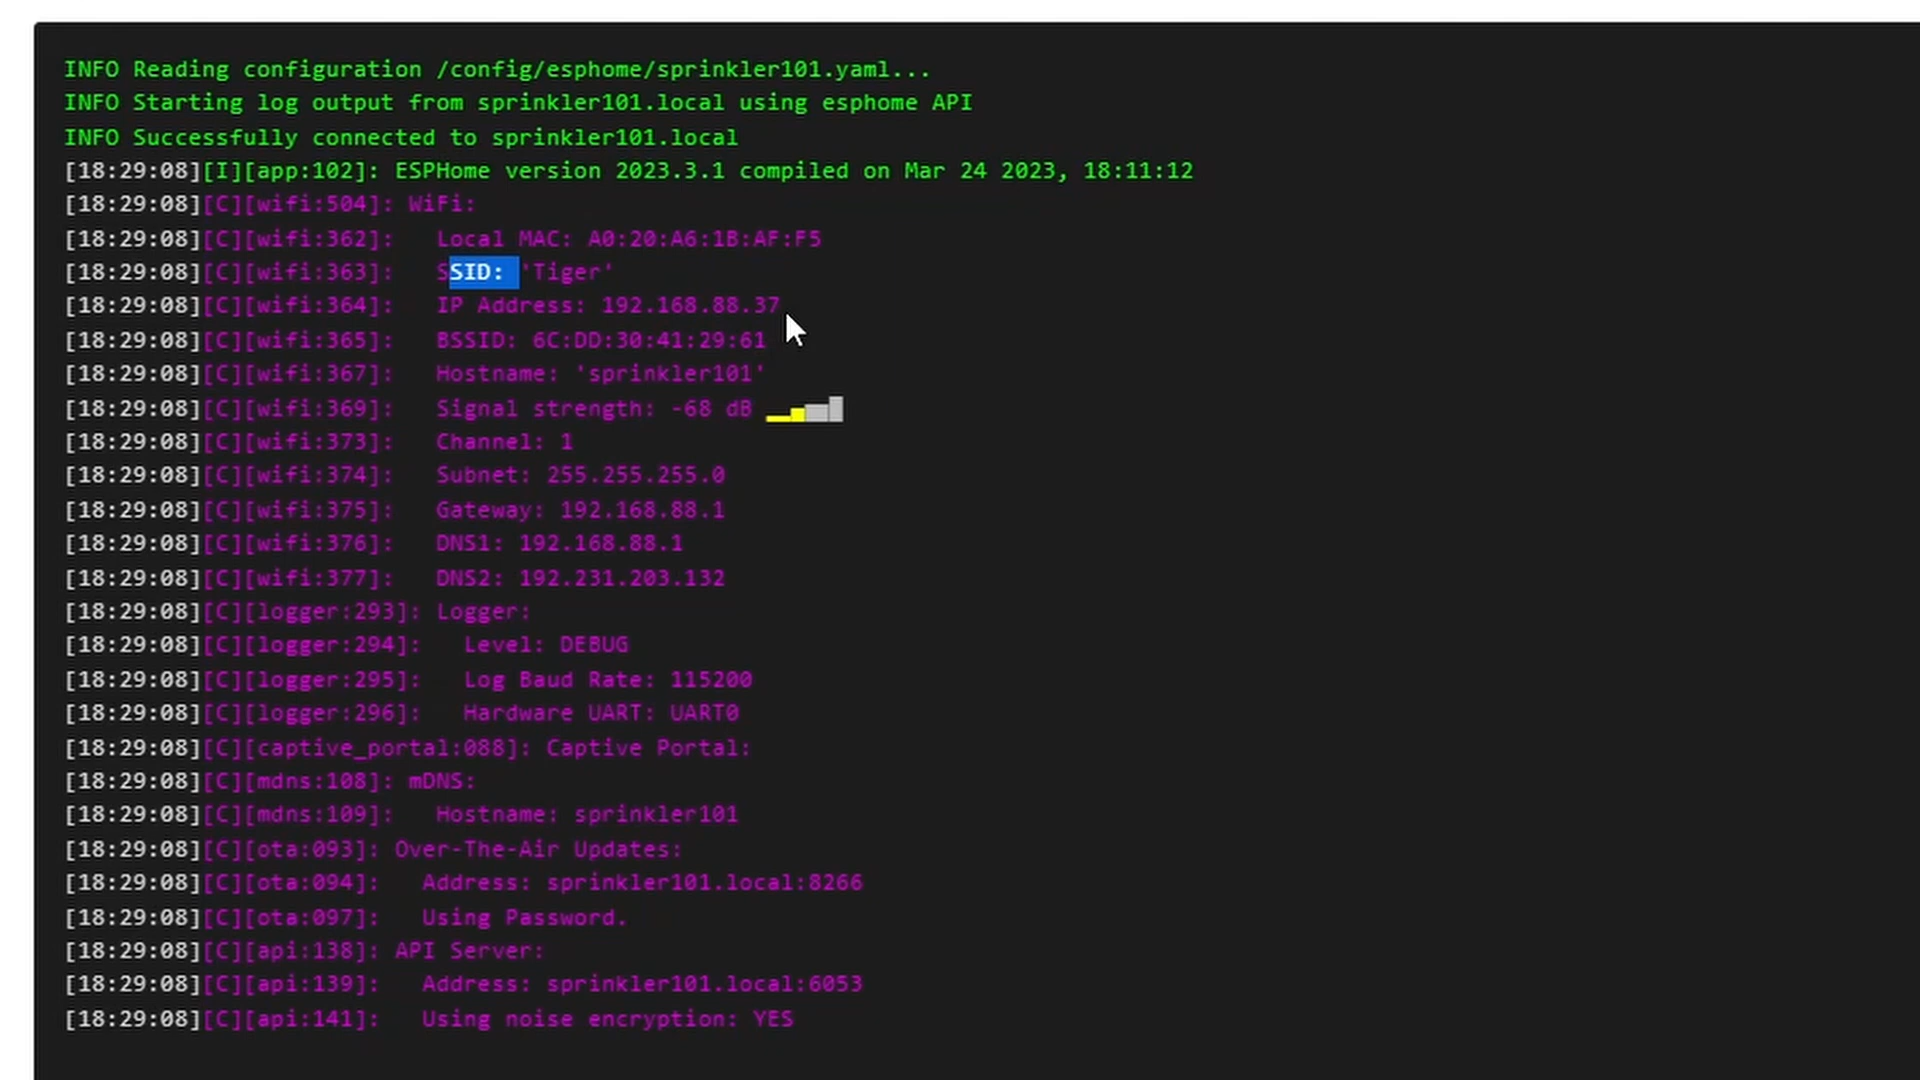 INFO Reading configuration /config/esphome/sprinkler101.yaml...
INFO Starting log output from sprinkler101.local using esphome API
INFO Successfully connected to sprinkler101.local
[18:29:08][I][app:102]: ESPHome version 2023.3.1 compiled on Mar 24 2023, 18:11:12
[18:29:08][C][wifi:504]: WiFi:
[18:29:08][C][wifi:362]:   Local MAC: A0:20:A6:1B:AF:F5
[18:29:08][C][wifi:363]:   SSID: 'Tiger'
[18:29:08][C][wifi:364]:   IP Address: 192.168.88.37
[18:29:08][C][wifi:365]:   BSSID: 6C:DD:30:41:29:61
[18:29:08][C][wifi:367]:   Hostname: 'sprinkler101'
[18:29:08][C][wifi:369]:   Signal strength: -68 dB
[18:29:08][C][wifi:373]:   Channel: 1
[18:29:08][C][wifi:374]:   Subnet: 255.255.255.0
[18:29:08][C][wifi:375]:   Gateway: 192.168.88.1
[18:29:08][C][wifi:376]:   DNS1: 192.168.88.1
[18:29:08][C][wifi:377]:   DNS2: 192.231.203.132
[18:29:08][C][logger:293]: Logger:
[18:29:08][C][logger:294]:   Level: DEBUG
[18:29:08][C][logger:295]:   Log Baud Rate: 115200
[18:29:08][C][logger:296]:   Hardware UART: UART0
[18:29:08][C][captive_portal:088]: Captive Portal:
[18:29:08][C][mdns:108]: mDNS:
[18:29:08][C][mdns:109]:   Hostname: sprinkler101
[18:29:08][C][ota:093]: Over-The-Air Updates:
[18:29:08][C][ota:094]:   Address: sprinkler101.local:8266
[18:29:08][C][ota:097]:   Using Password.
[18:29:08][C][api:138]: API Server:
[18:29:08][C][api:139]:   Address: sprinkler101.local:6053
[18:29:08][C][api:141]:   Using noise encryption: YES